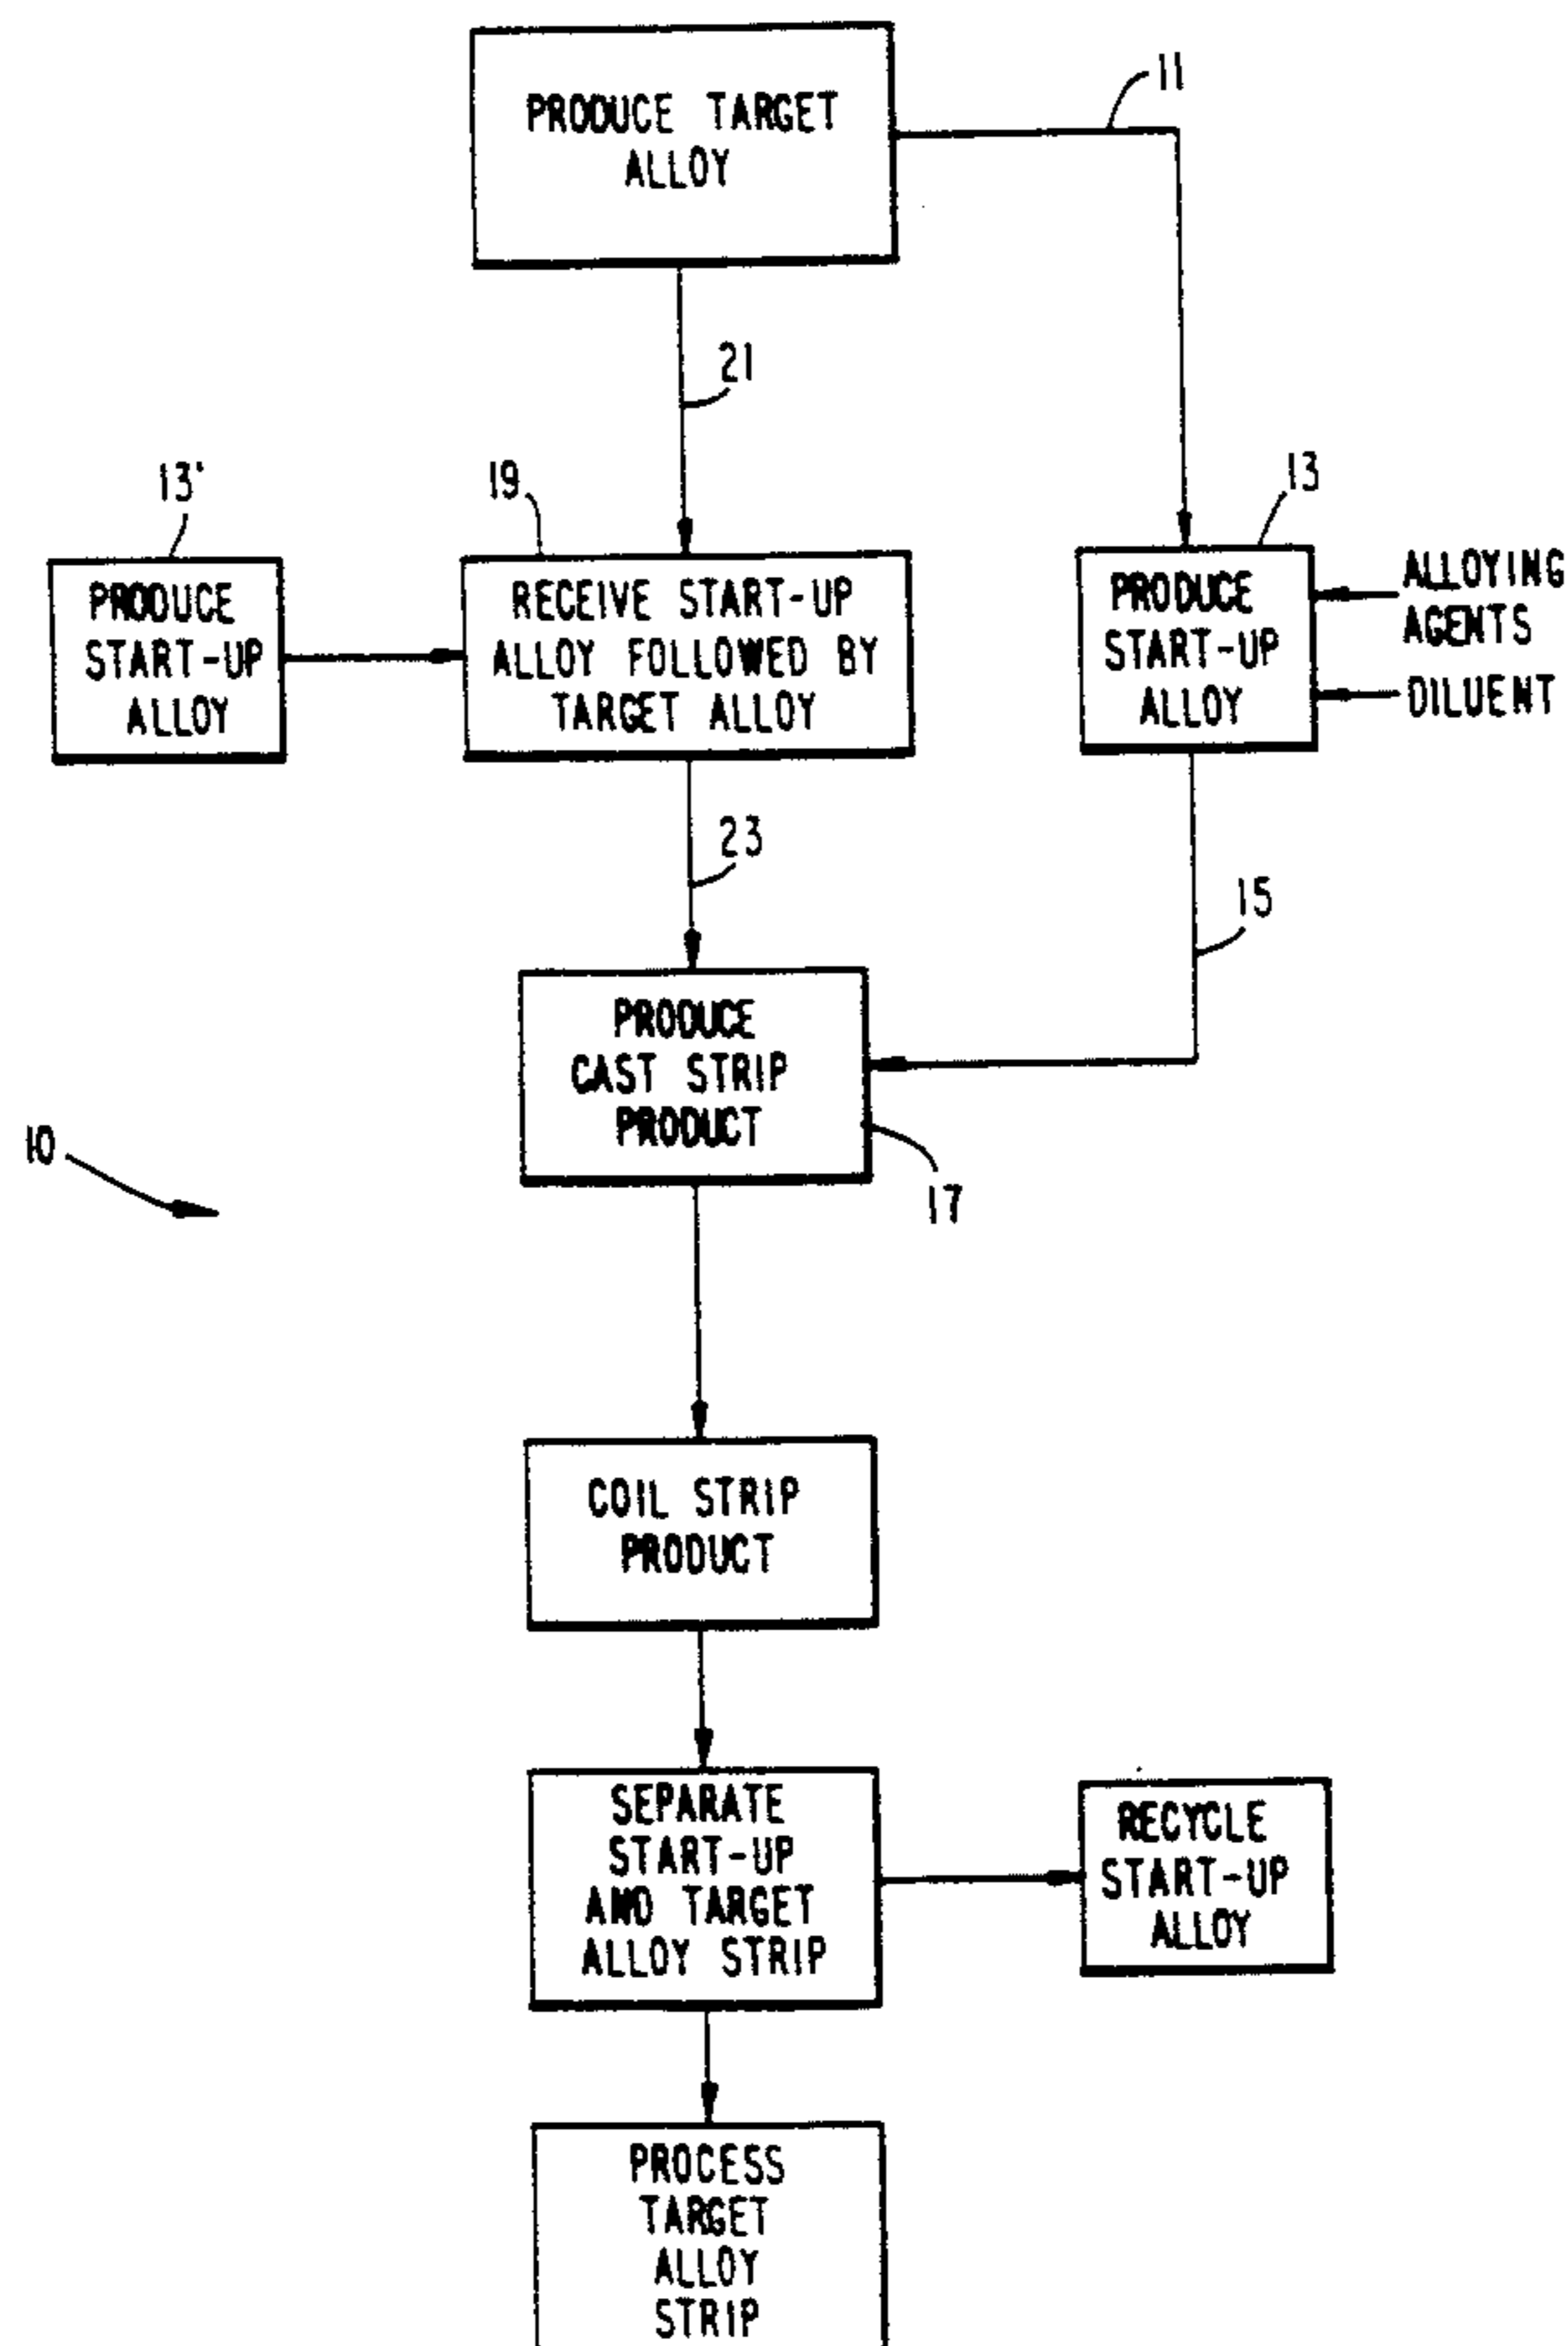 PRODUCE TARGET
ALLOY
11
21
13'
PRODUCE
START-UP
ALLOY
19
RECEIVE START-UP
ALLOY FOLLOWED BY
TARGET ALLOY
13
PRODUCE
START-UP
ALLOY
ALLOYING
AGENTS
DILUENT
23
15
PRODUCE
CAST STRIP
PRODUCT
17
10
COIL STRIP
PRODUCT
SEPARATE
START-UP
AND TARGET
ALLOY STRIP
RECYCLE
START-UP
ALLOY
PROCESS
TARGET
ALLOY
STRIP